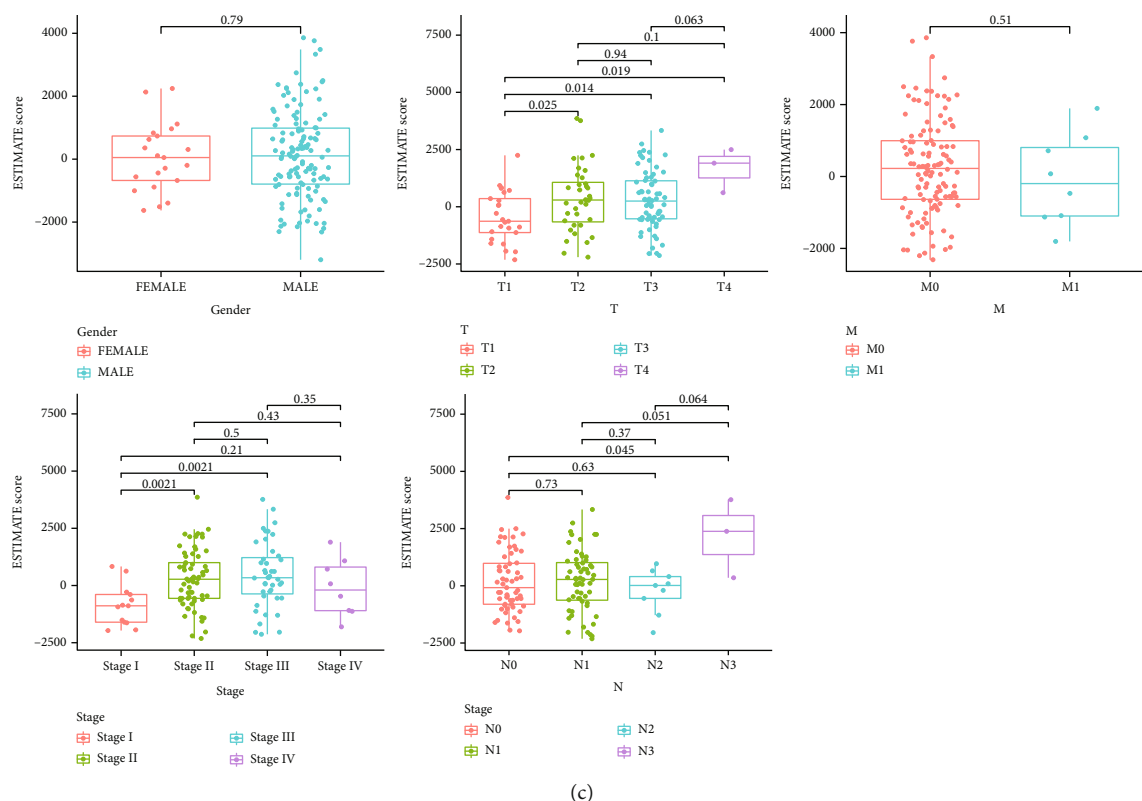 0.79
4000
2000
0
−2000
ESTIMATE score
FEMALE
MALE
Gender
Gender
FEMALE
MALE
0.063
0.1
0.94
0.019
0.014
0.025
7500
5000
2500
0
−2500
ESTIMATE score
T1
T2
T3
T4
T
T
T1
T3
T2
T4
0.51
4000
2000
0
−2000
ESTIMATE score
M0
M1
M
M
M0
M1
0.35
0.43
0.5
0.21
0.0021
0.0021
7500
5000
2500
0
−2500
ESTIMATE score
Stage I
Stage II
Stage III
Stage IV
Stage
Stage
Stage I
Stage III
Stage II
Stage IV
0.064
0.051
0.37
0.045
0.63
0.73
7500
5000
2500
0
−2500
ESTIMATE score
N0
N1
N2
N3
N
Stage
N0
N2
N1
N3
(c)